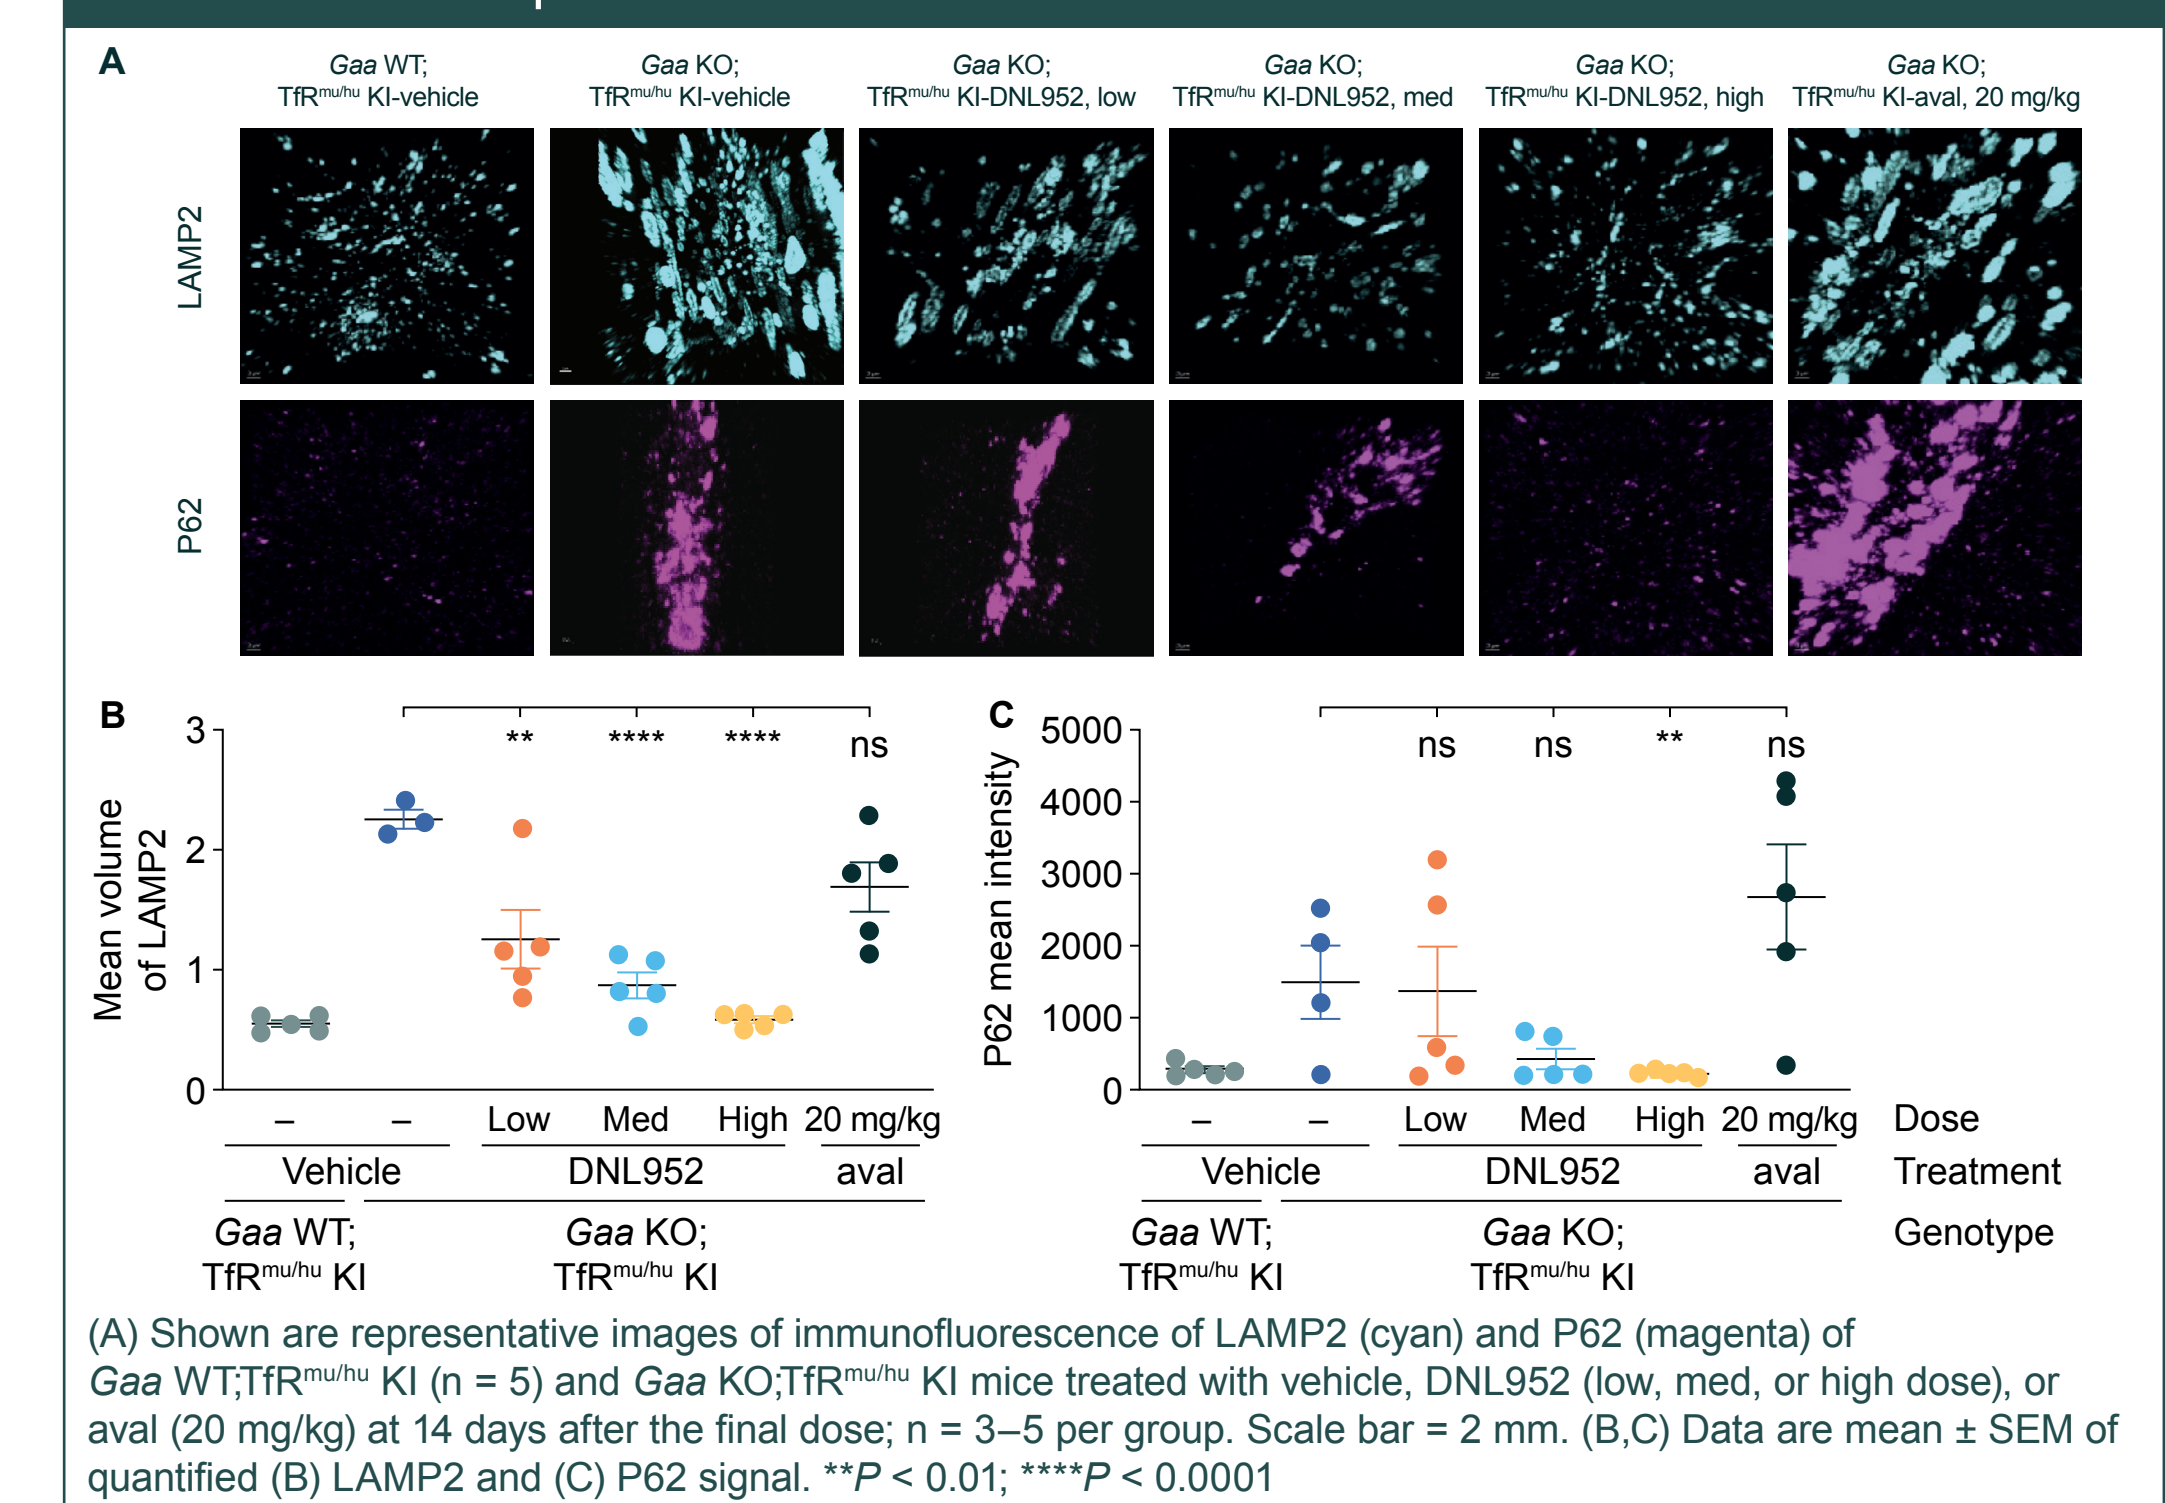 A
Gaa WT;
TfRmu/hu KI-vehicle
Gaa KO;
TfRmu/hu KI-vehicle
Gaa KO;
TfRmu/hu KI-DNL952, low
Gaa KO;
TfRmu/hu KI-DNL952, med
Gaa KO;
TfRmu/hu KI-DNL952, high
Gaa KO;
TfRmu/hu KI-aval, 20 mg/kg
LAMP2
P62
B
Mean volume
of LAMP2
3
2
1
0
** **** **** ns
– – Low Med High 20 mg/kg
Vehicle DNL952 aval
Gaa WT;
TfRmu/hu KI
Gaa KO;
TfRmu/hu KI
C
P62 mean intensity
5000
4000
3000
2000
1000
0
ns ns ** ns
– – Low Med High 20 mg/kg Dose
Vehicle DNL952 aval Treatment
Gaa WT;
TfRmu/hu KI
Gaa KO;
TfRmu/hu KI
Genotype
(A) Shown are representative images of immunofluorescence of LAMP2 (cyan) and P62 (magenta) of
Gaa WT;TfRmu/hu KI (n = 5) and Gaa KO;TfRmu/hu KI mice treated with vehicle, DNL952 (low, med, or high dose), or
aval (20 mg/kg) at 14 days after the final dose; n = 3–5 per group. Scale bar = 2 mm. (B,C) Data are mean ± SEM of
quantified (B) LAMP2 and (C) P62 signal. **P < 0.01; ****P < 0.0001